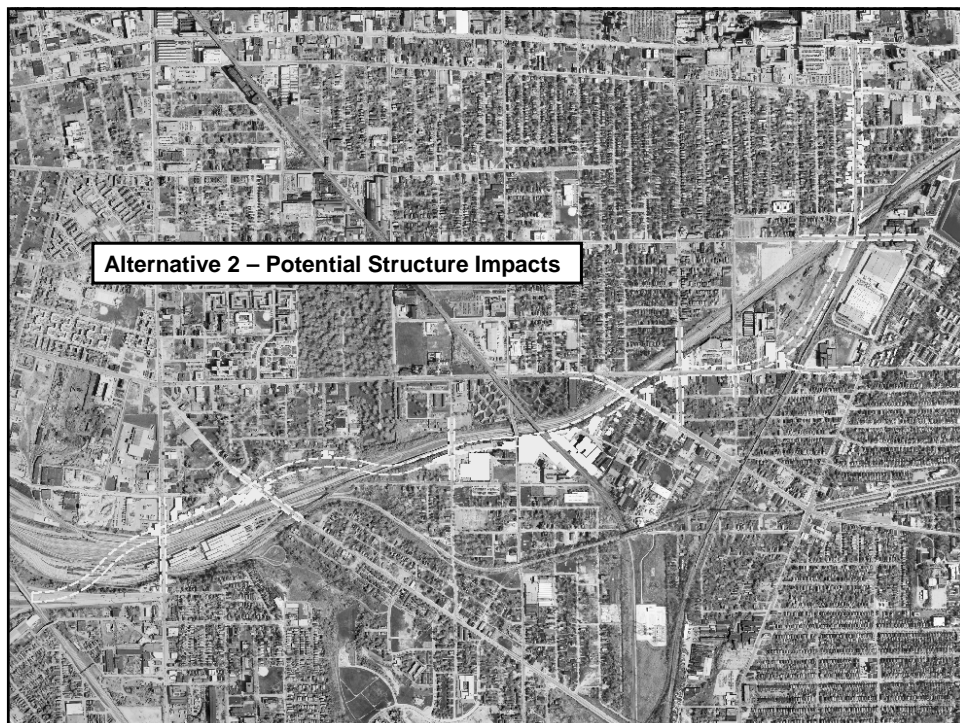 Alternative 2 – Potential Structure Impacts